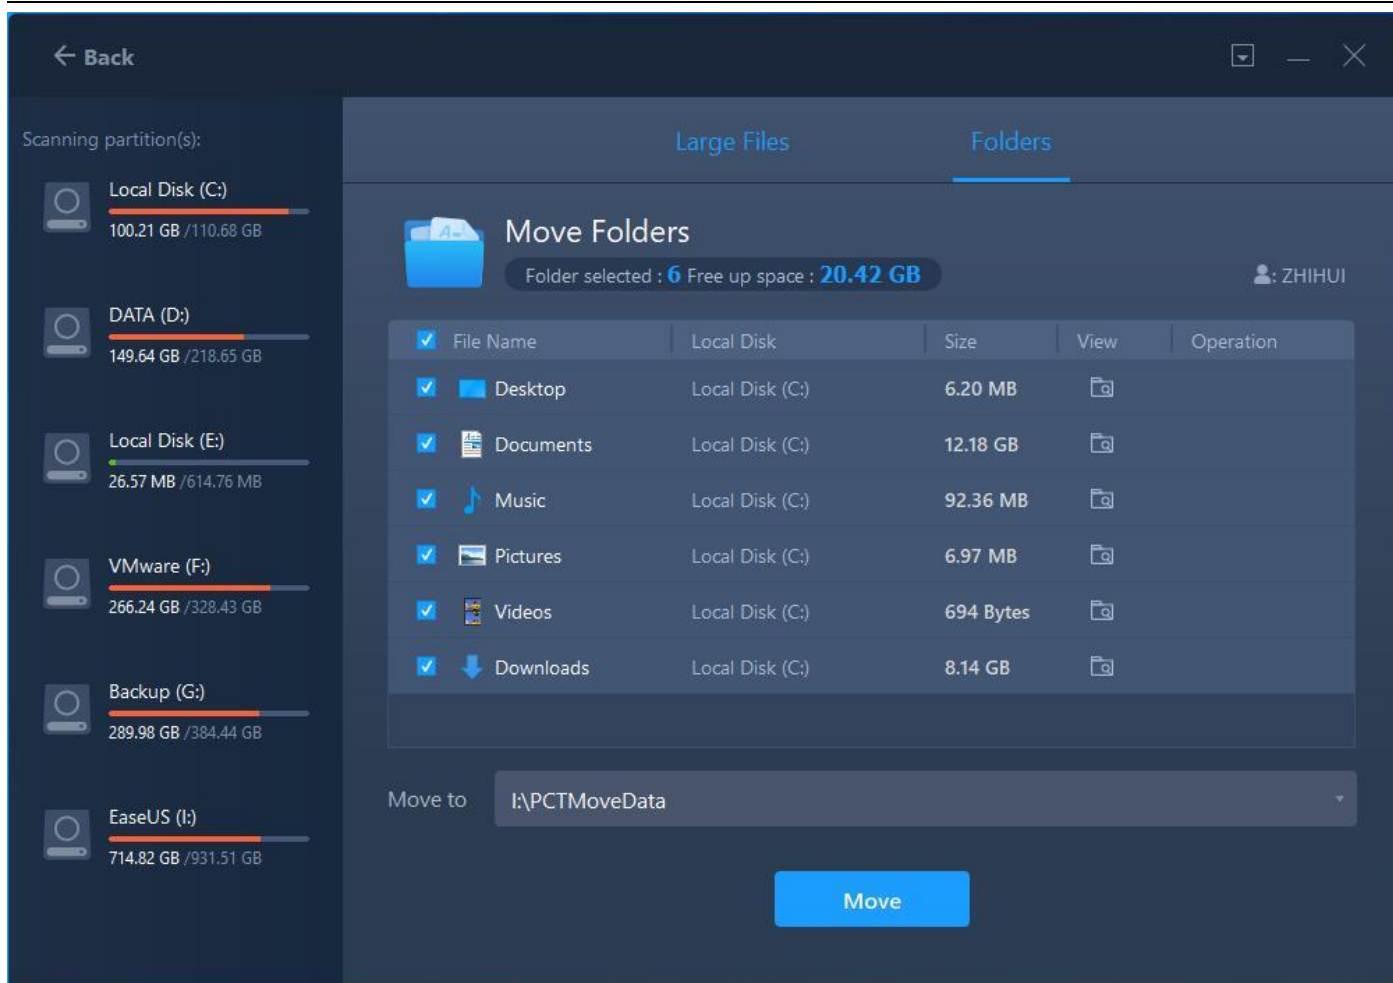 Back
Scanning partition(s):
Local Disk (C:)
100.21 GB /110.68 GB
DATA (D:)
149.64 GB /218.65 GB
Local Disk (E:)
26.57 MB /614.76 MB
VMware (F:)
266.24 GB /328.43 GB
Backup (G:)
289.98 GB /384.44 GB
EaseUS (I:)
714.82 GB /931.51 GB
Large Files Folders
Move Folders
Folder selected : 6 Free up space : 20.42 GB
: ZHIHUI
File Name Local Disk Size View Operation
Desktop Local Disk (C:) 6.20 MB
Documents Local Disk (C:) 12.18 GB
Music Local Disk (C:) 92.36 MB
Pictures Local Disk (C:) 6.97 MB
Videos Local Disk (C:) 694 Bytes
Downloads Local Disk (C:) 8.14 GB
Move to I:\PCTMoveData
Move